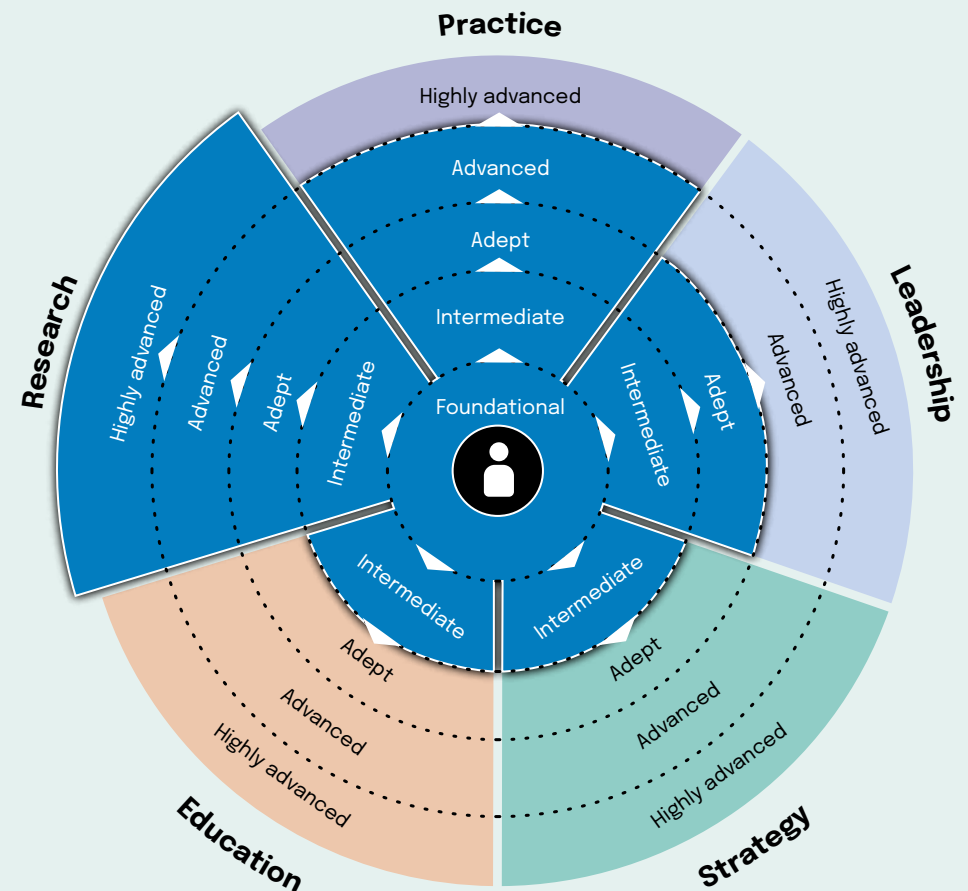 Practice
Highly advanced
Advanced
Adept
Intermediate
Foundational
Research
Highly advanced
Advanced
Adept
Intermediate
Leadership
Intermediate
Adept
Advanced
Highly advanced
Education
Intermediate
Adept
Advanced
Highly advanced
Strategy
Intermediate
Adept
Advanced
Highly advanced